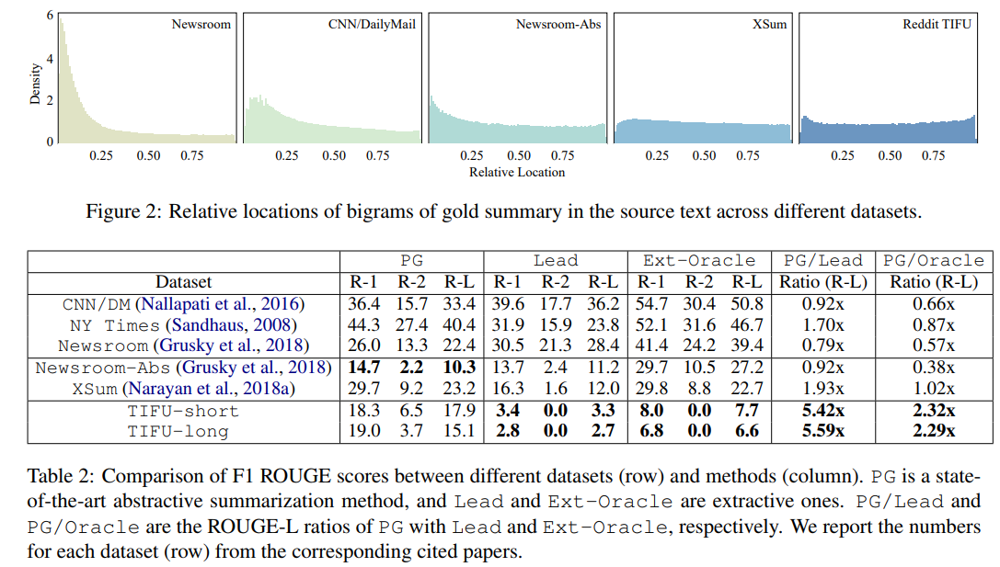 Newsroom CNN/DailyMail Newsroom-Abs XSum Reddit TIFU
6
4
2
0
Density
0.25 0.50 0.75 0.25 0.50 0.75 0.25 0.50 0.75 0.25 0.50 0.75 0.25 0.50 0.75
Relative Location
Figure 2: Relative locations of bigrams of gold summary in the source text across different datasets.
PG Lead Ext-Oracle PG/Lead PG/Oracle
Dataset R-1 R-2 R-L R-1 R-2 R-L R-1 R-2 R-L Ratio (R-L) Ratio (R-L)
CNN/DM (Nallapati et al., 2016) 36.4 15.7 33.4 39.6 17.7 36.2 54.7 30.4 50.8 0.92x 0.66x
NY Times (Sandhaus, 2008) 44.3 27.4 40.4 31.9 15.9 23.8 52.1 31.6 46.7 1.70x 0.87x
Newsroom (Grusky et al., 2018) 26.0 13.3 22.4 30.5 21.3 28.4 41.4 24.2 39.4 0.79x 0.57x
Newsroom-Abs (Grusky et al., 2018) 14.7 2.2 10.3 13.7 2.4 11.2 29.7 10.5 27.2 0.92x 0.38x
XSum (Narayan et al., 2018a) 29.7 9.2 23.2 16.3 1.6 12.0 29.8 8.8 22.7 1.93x 1.02x
TIFU-short 18.3 6.5 17.9 3.4 0.0 3.3 8.0 0.0 7.7 5.42x 2.32x
TIFU-long 19.0 3.7 15.1 2.8 0.0 2.7 6.8 0.0 6.6 5.59x 2.29x
Table 2: Comparison of F1 ROUGE scores between different datasets (row) and methods (column). PG is a state-
of-the-art abstractive summarization method, and Lead and Ext-Oracle are extractive ones. PG/Lead and
PG/Oracle are the ROUGE-L ratios of PG with Lead and Ext-Oracle, respectively. We report the numbers
for each dataset (row) from the corresponding cited papers.